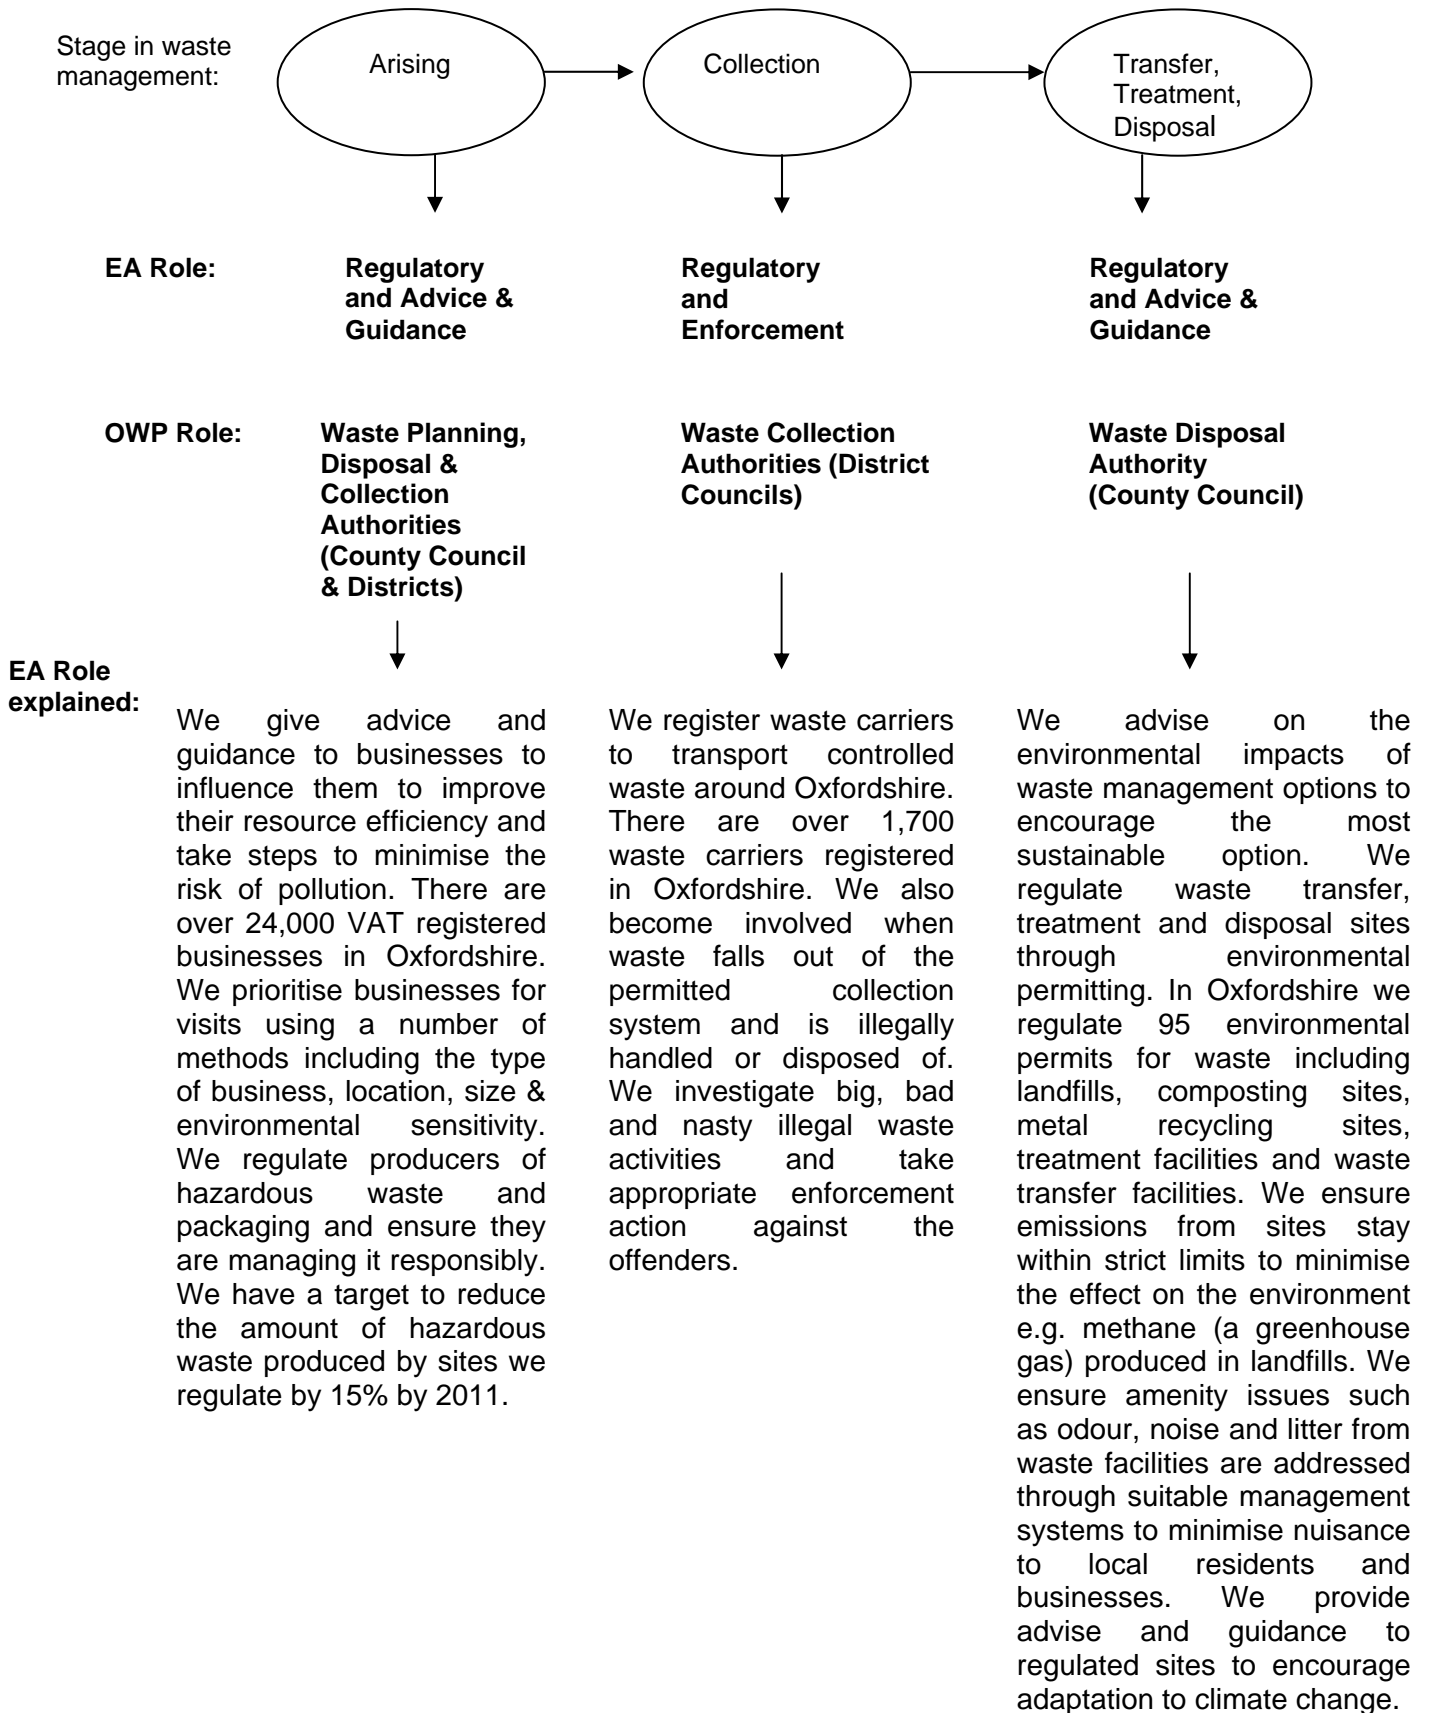 Stage in waste
management:
Arising
Collection
Transfer,
Treatment,
Disposal
EA Role:
Regulatory
and Advice &
Guidance
Regulatory
and
Enforcement
Regulatory
and Advice &
Guidance
OWP Role:
Waste Planning,
Disposal &
Collection
Authorities
(County Council
& Districts)
Waste Collection
Authorities (District
Councils)
Waste Disposal
Authority
(County Council)
EA Role
explained:
We give advice and
guidance to businesses to
influence them to improve
their resource efficiency and
take steps to minimise the
risk of pollution. There are
over 24,000 VAT registered
businesses in Oxfordshire.
We prioritise businesses for
visits using a number of
methods including the type
of business, location, size &
environmental sensitivity.
We regulate producers of
hazardous waste and
packaging and ensure they
are managing it responsibly.
We have a target to reduce
the amount of hazardous
waste produced by sites we
regulate by 15% by 2011.
We register waste carriers
to transport controlled
waste around Oxfordshire.
There are over 1,700
waste carriers registered
in Oxfordshire. We also
become involved when
waste falls out of the
permitted collection
system and is illegally
handled or disposed of.
We investigate big, bad
and nasty illegal waste
activities and take
appropriate enforcement
action against the
offenders.
We advise on the
environmental impacts of
waste management options to
encourage the most
sustainable option. We
regulate waste transfer,
treatment and disposal sites
through environmental
permitting. In Oxfordshire we
regulate 95 environmental
permits for waste including
landfills, composting sites,
metal recycling sites,
treatment facilities and waste
transfer facilities. We ensure
emissions from sites stay
within strict limits to minimise
the effect on the environment
e.g. methane (a greenhouse
gas) produced in landfills. We
ensure amenity issues such
as odour, noise and litter from
waste facilities are addressed
through suitable management
systems to minimise nuisance
to local residents and
businesses. We provide
advise and guidance to
regulated sites to encourage
adaptation to climate change.